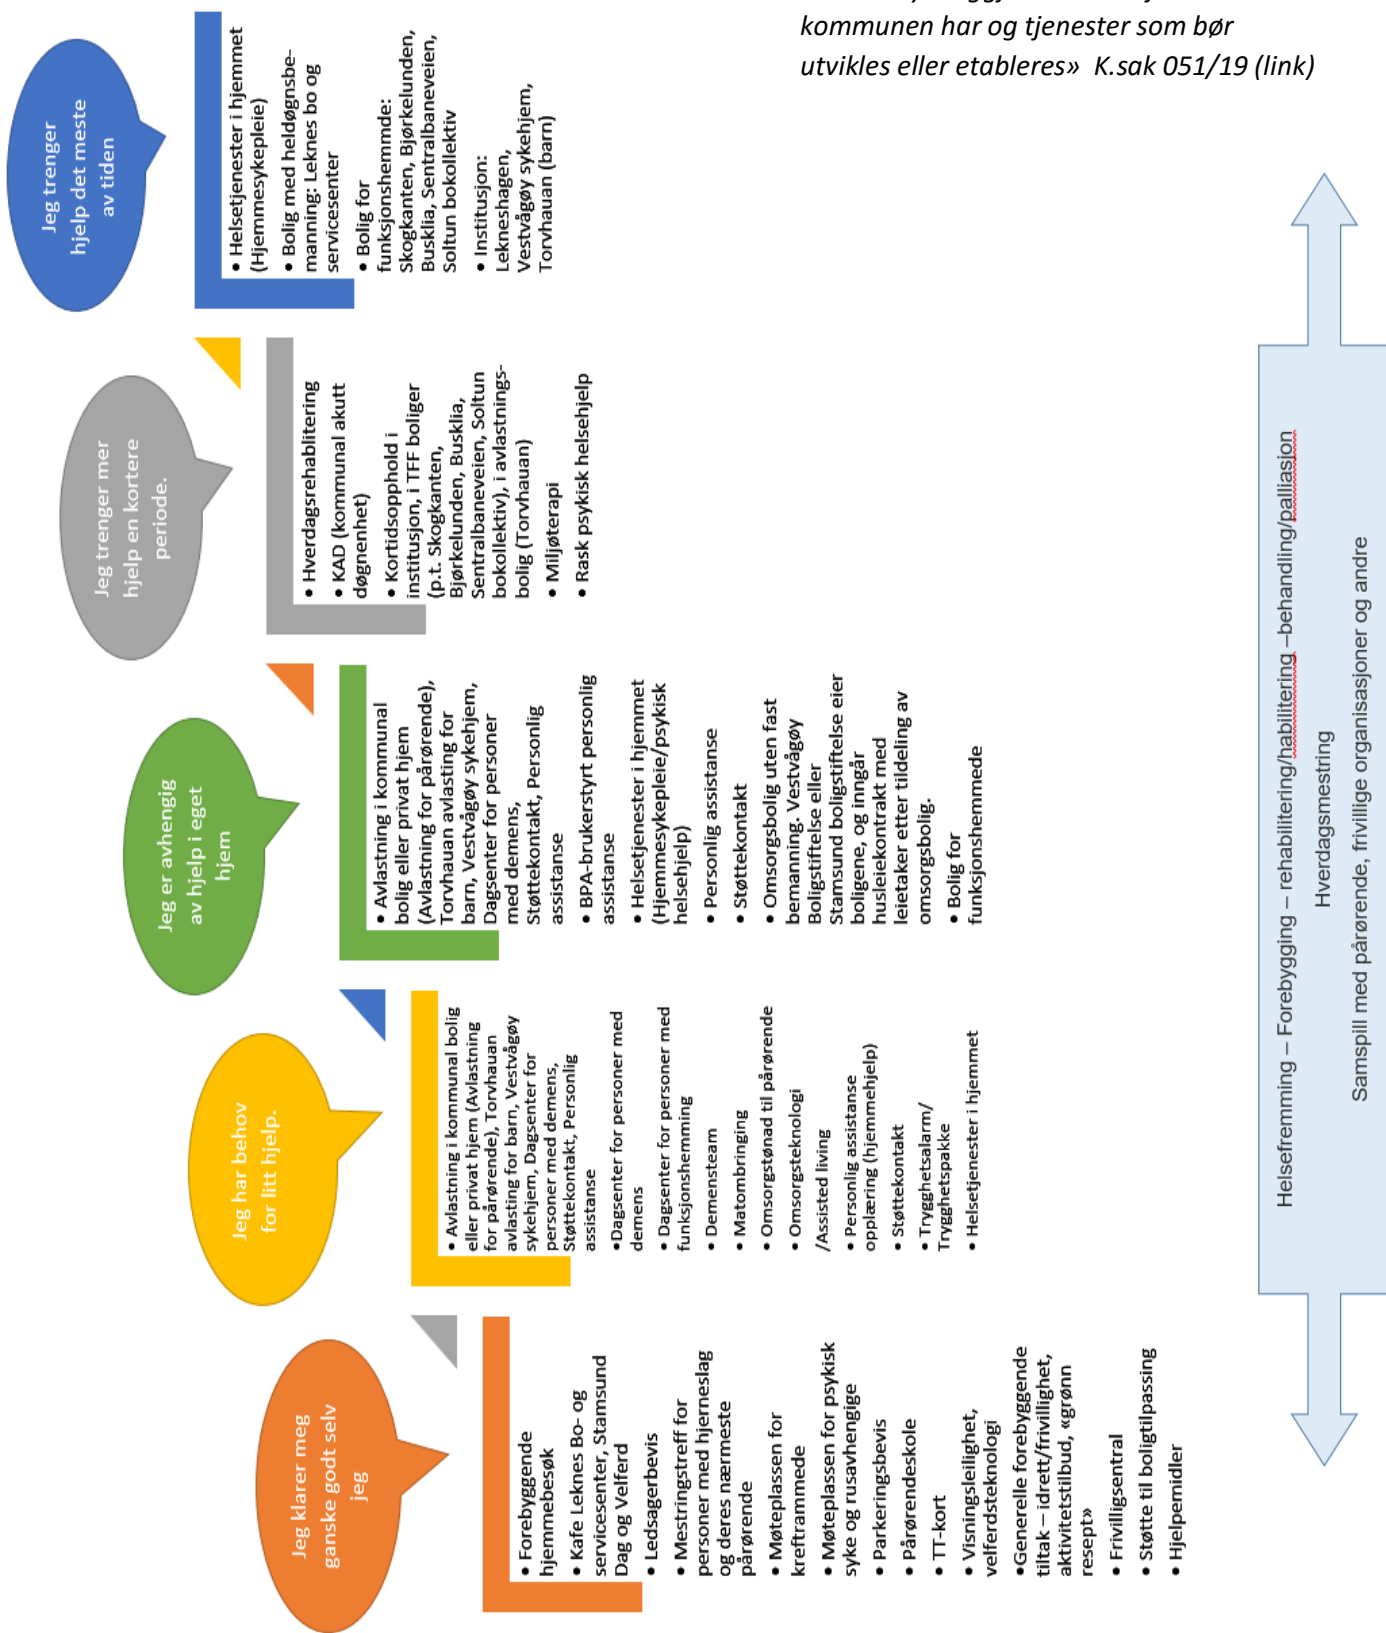 kommunen har og tjenester som bør
utvikles eller etableres» K.sak 051/19 (link)
Jeg klarer meg
ganske godt selv
jeg
• Forebyggende
hjemmebesøk
• Kafe Leknes Bo- og
servicesenter, Stamsund
Dag og Velferd
• Ledsagerbevis
• Mestringstreff for
personer med hjerneslag
og deres nærmeste
pårørende
• Møteplassen for
kreftrammede
• Møteplassen for psykisk
syke og rusavhengige
• Parkeringsbevis
• Pårørendeskole
• TT-kort
• Visningsleilighet,
velferdsteknologi
•Generelle forebyggende
tiltak – idrett/frivillighet,
aktivitetstilbud, «grønn
resept»
• Frivilligsentral
• Støtte til boligtilpassing
• Hjelpemidler
Jeg har behov
for litt hjelp.
• Avlastning i kommunal bolig
eller privat hjem (Avlastning
for pårørende), Torvhauan
avlasting for barn, Vestvågøy
sykehjem, Dagsenter for
personer med demens,
Støttekontakt, Personlig
assistanse
•Dagsenter for personer med
demens
• Dagsenter for personer med
funksjonshemming
• Demensteam
• Matombringing
• Omsorgstønad til pårørende
• Omsorgsteknologi
/Assisted living
• Personlig assistanse
opplæring (hjemmehjelp)
• Støttekontakt
• Trygghetsalarm/
Trygghetspakke
• Helsetjenester i hjemmet
Jeg er avhengig
av hjelp i eget
hjem
• Avlastning i kommunal
bolig eller privat hjem
(Avlastning for pårørende),
Torvhauan avlasting for
barn, Vestvågøy sykehjem,
Dagsenter for personer
med demens,
Støttekontakt, Personlig
assistanse
• BPA-brukerstyrt personlig
assistanse
• Helsetjenester i hjemmet
(Hjemmesykepleie/psykisk
helsehjelp)
• Personlig assistanse
• Støttekontakt
• Omsorgsbolig uten fast
bemanning. Vestvågøy
Boligstiftelse eller
Stamsund boligstiftelse eier
boligene, og inngår
husleiekontrakt med
leietaker etter tildeling av
omsorgsbolig.
• Bolig for
funksjonshemmede
Jeg trenger mer
hjelp en kortere
periode.
• Hverdagsrehablitering
• KAD (kommunal akutt
døgnenhet)
• Kortidsopphold i
institusjon, i TFF boliger
(p.t. Skogkanten,
Bjørkelunden, Busklia,
Sentralbaneveien, Soltun
bokollektiv), i avlastnings-
bolig (Torvhauan)
• Miljøterapi
• Rask psykisk helsehjelp
Jeg trenger
hjelp det meste
av tiden
• Helsetjenester i hjemmet
(Hjemmesykepleie)
• Bolig med heldøgnsbe-
manning: Leknes bo og
servicesenter
• Bolig for
funksjonshemmde:
Skogkanten, Bjørkelunden,
Busklia, Sentralbaneveien,
Soltun bokollektiv
• Institusjon:
Lekneshagen,
Vestvågøy sykehjem,
Torvhauan (barn)
Helsefremming – Forebygging – rehabilitering/habilitering –behandling/palliasion
Hverdagsmestring
Samspill med pårørende, frivillige organisasjoner og andre